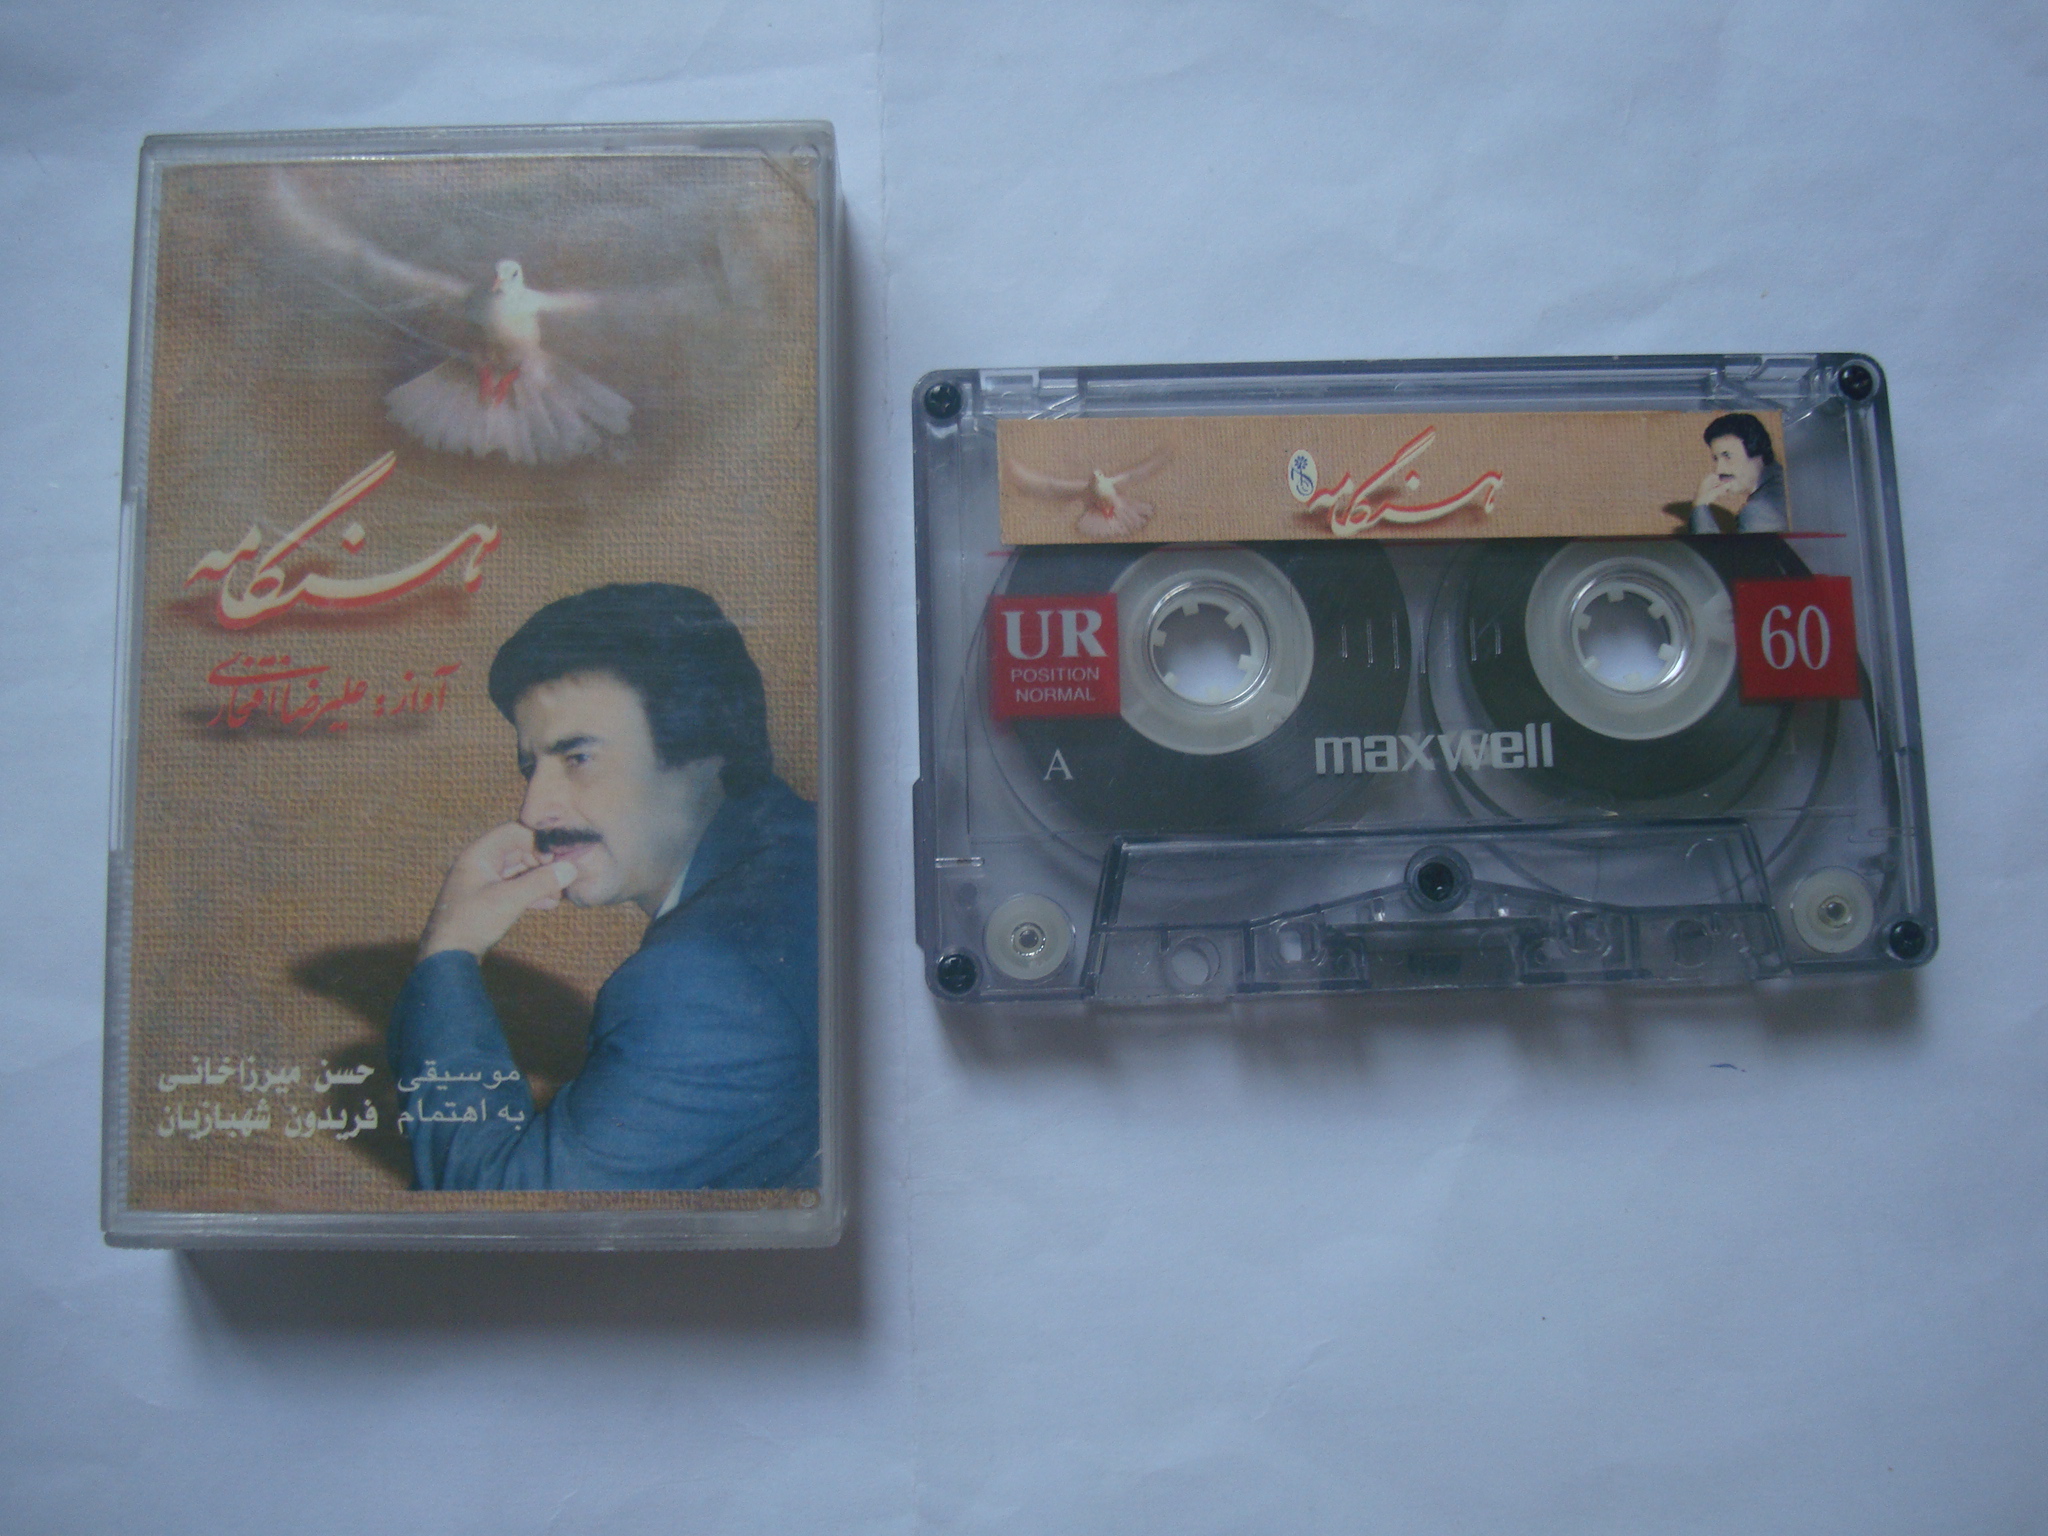 هنگامه
آواز: علیرضا افتخاری
موسیقی حسن میرزاخانی
به اهتمام فریدون شهبازیان
هنگامه
UR
POSITION
NORMAL
60
A
maxwell